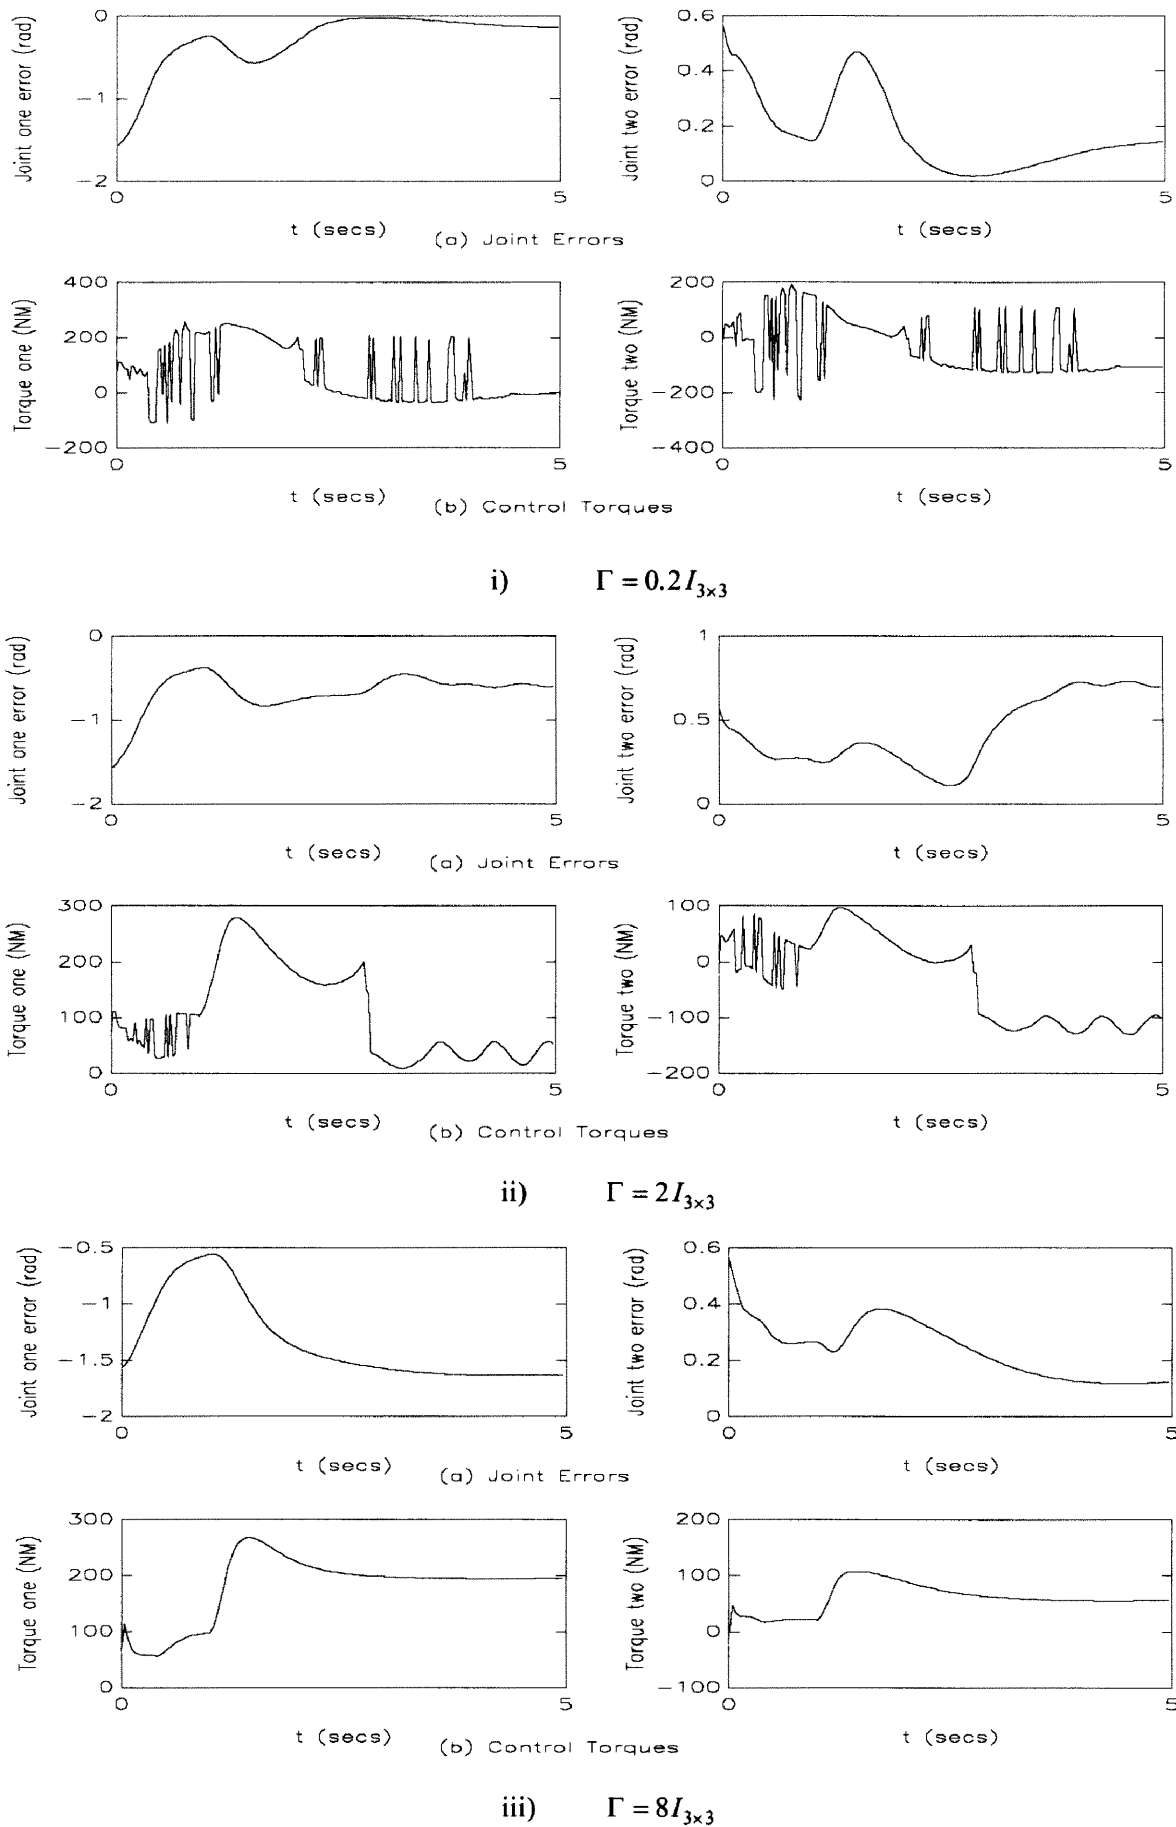 Joint one error (rad)
0
−1
−2
0
5
t (secs)
Joint two error (rad)
0.6
0.4
0.2
0
0
5
t (secs)
(a) Joint Errors
Torque one (NM)
400
200
0
−200
0
5
t (secs)
Torque two (NM)
200
0
−200
−400
0
5
t (secs)
(b) Control Torques
i) Γ = 0.2I3×3
Joint one error (rad)
0
−1
−2
0
5
t (secs)
Joint two error (rad)
1
0.5
0
0
5
t (secs)
(a) Joint Errors
Torque one (NM)
300
200
100
0
0
5
t (secs)
Torque two (NM)
100
0
−100
−200
0
5
t (secs)
(b) Control Torques
ii) Γ = 2I3×3
Joint one error (rad)
−0.5
−1
−1.5
−2
0
5
t (secs)
Joint two error (rad)
0.6
0.4
0.2
0
0
5
t (secs)
(a) Joint Errors
Torque one (NM)
300
200
100
0
0
5
t (secs)
Torque two (NM)
200
100
0
−100
0
5
t (secs)
(b) Control Torques
iii) Γ = 8I3×3